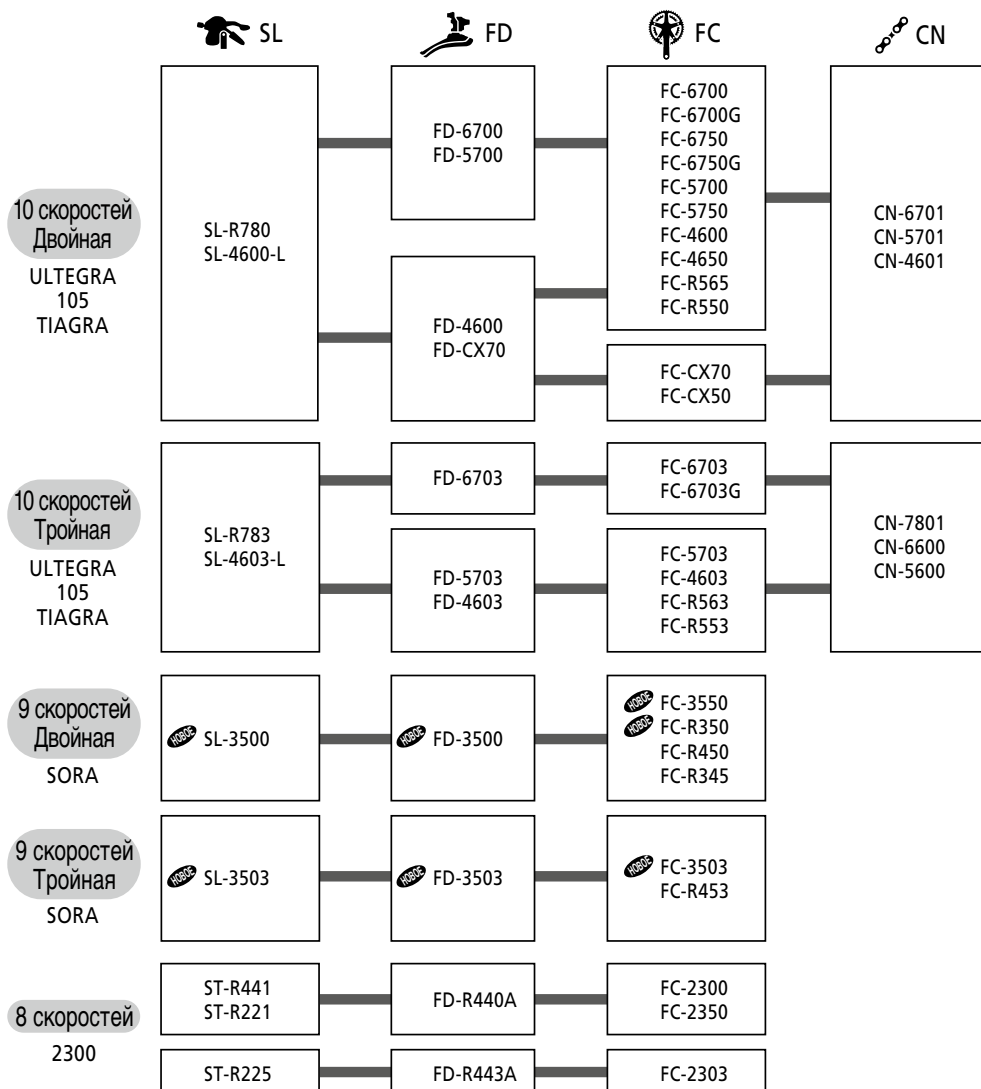 SL
FD
FC
CN
10 скоростей
Двойная
ULTEGRA
105
TIAGRA
SL-R780
SL-4600-L
FD-6700
FD-5700
FD-4600
FD-CX70
FC-6700
FC-6700G
FC-6750
FC-6750G
FC-5700
FC-5750
FC-4600
FC-4650
FC-R565
FC-R550
FC-CX70
FC-CX50
CN-6701
CN-5701
CN-4601
10 скоростей
Тройная
ULTEGRA
105
TIAGRA
SL-R783
SL-4603-L
FD-6703
FD-5703
FD-4603
FC-6703
FC-6703G
FC-5703
FC-4603
FC-R563
FC-R553
CN-7801
CN-6600
CN-5600
9 скоростей
Двойная
SORA
НОВОЕ SL-3500
НОВОЕ FD-3500
НОВОЕ FC-3550
НОВОЕ FC-R350
FC-R450
FC-R345
9 скоростей
Тройная
SORA
НОВОЕ SL-3503
НОВОЕ FD-3503
НОВОЕ FC-3503
FC-R453
8 скоростей
2300
ST-R441
ST-R221
FD-R440A
FC-2300
FC-2350
ST-R225
FD-R443A
FC-2303